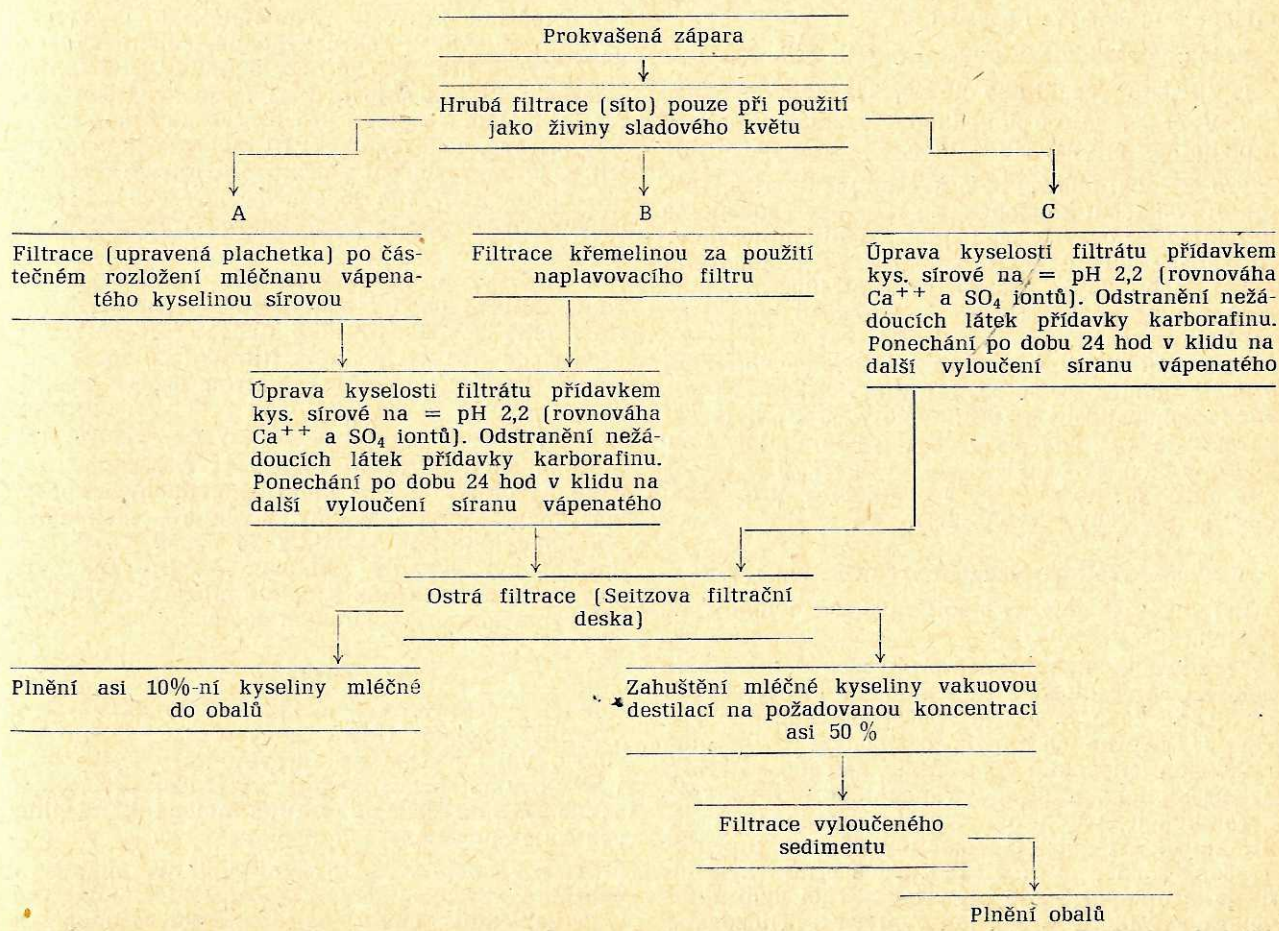 Prokvašená zápara
Hrubá filtrace (síto) pouze při použití
jako živiny sladového květu
A
Filtrace (upravená plachetka) po čás-
tečném rozložení mléčnanu vápena-
tého kyselinou sírovou
B
Filtrace křemelinou za použití
naplavovacího filtru
C
Úprava kyselosti filtrátu přídavkem
kys. sírové na = pH 2,2 (rovnováha
Ca⁺⁺ a SO₄ iontů). Odstranění nežá-
doucích látek přídavky karborafinu.
Ponechání po dobu 24 hod v klidu na
další vyloučení síranu vápenatého
Úprava kyselosti filtrátu přídavkem
kys. sírové na = pH 2,2 (rovnováha
Ca⁺⁺ a SO₄ iontů). Odstranění nežá-
doucích látek přídavky karborafinu.
Ponechání po dobu 24 hod v klidu na
další vyloučení síranu vápenatého
Ostrá filtrace (Seitzova filtrační
deska)
Plnění asi 10%-ní kyseliny mléčné
do obalů
Zahuštění mléčné kyseliny vakuovou
destilací na požadovanou koncentraci
asi 50 %
Filtrace vyloučeného
sedimentu
Plnění obalů